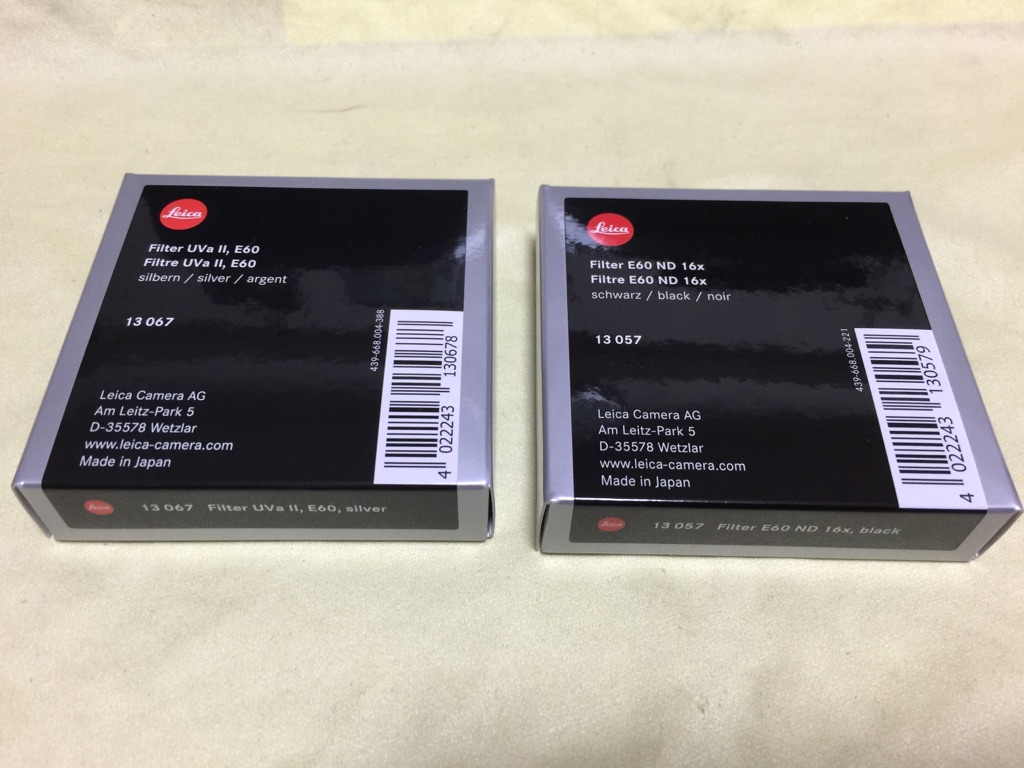 Leica
Filter UVa II, E60
Filtre UVa II, E60
silbern / silver / argent
13 067
439-668.004-388
4 022243 130678
Leica Camera AG
Am Leitz-Park 5
D-35578 Wetzlar
www.leica-camera.com
Made in Japan
Leica
13 067 Filter UVa II, E60, silver
Leica
Filter E60 ND 16x
Filtre E60 ND 16x
schwarz / black / noir
13 057
439-668.004-221
4 022243 130579
Leica Camera AG
Am Leitz-Park 5
D-35578 Wetzlar
www.leica-camera.com
Made in Japan
Leica
13 057 Filter E60 ND 16x, black